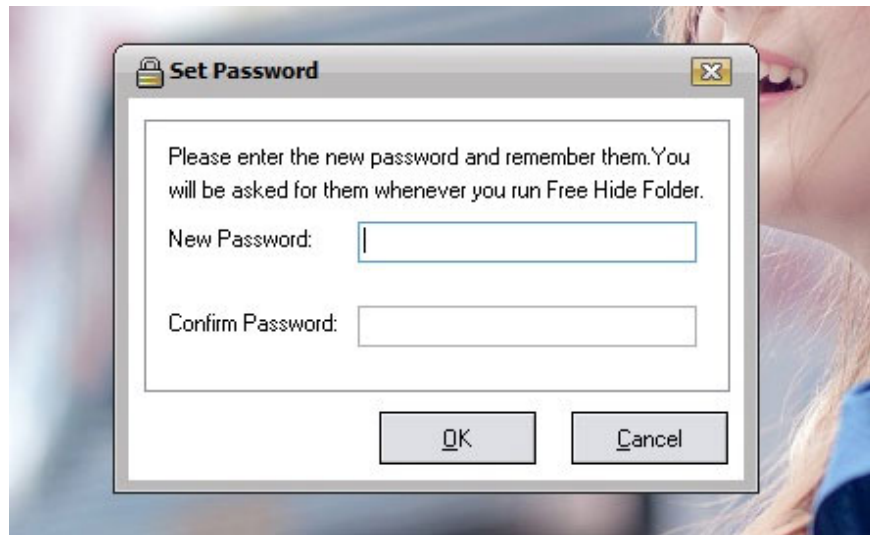 Set Password
Please enter the new password and remember them.You
will be asked for them whenever you run Free Hide Folder.
New Password:
Confirm Password:
OK
Cancel